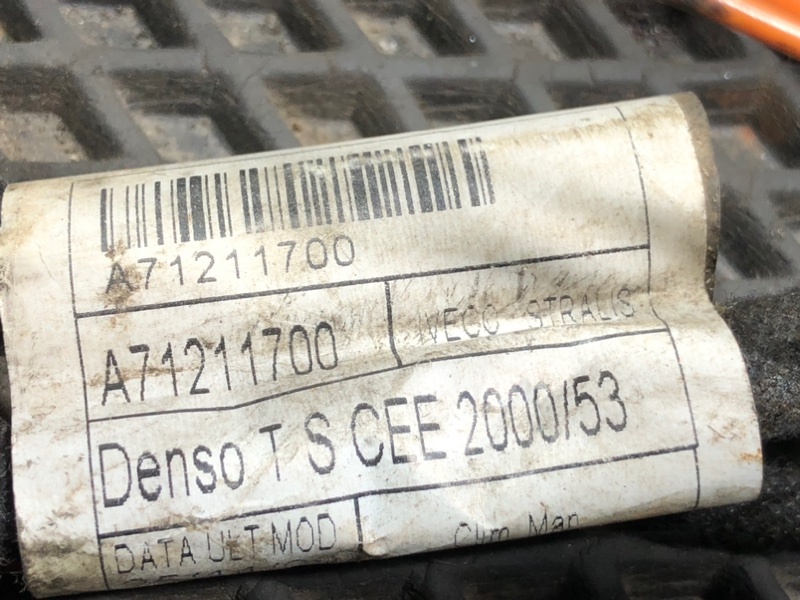 A71211700
A71211700 IVECO STRALIS
Denso T S CEE 2000/53
DATA ULT MOD Clim. Man